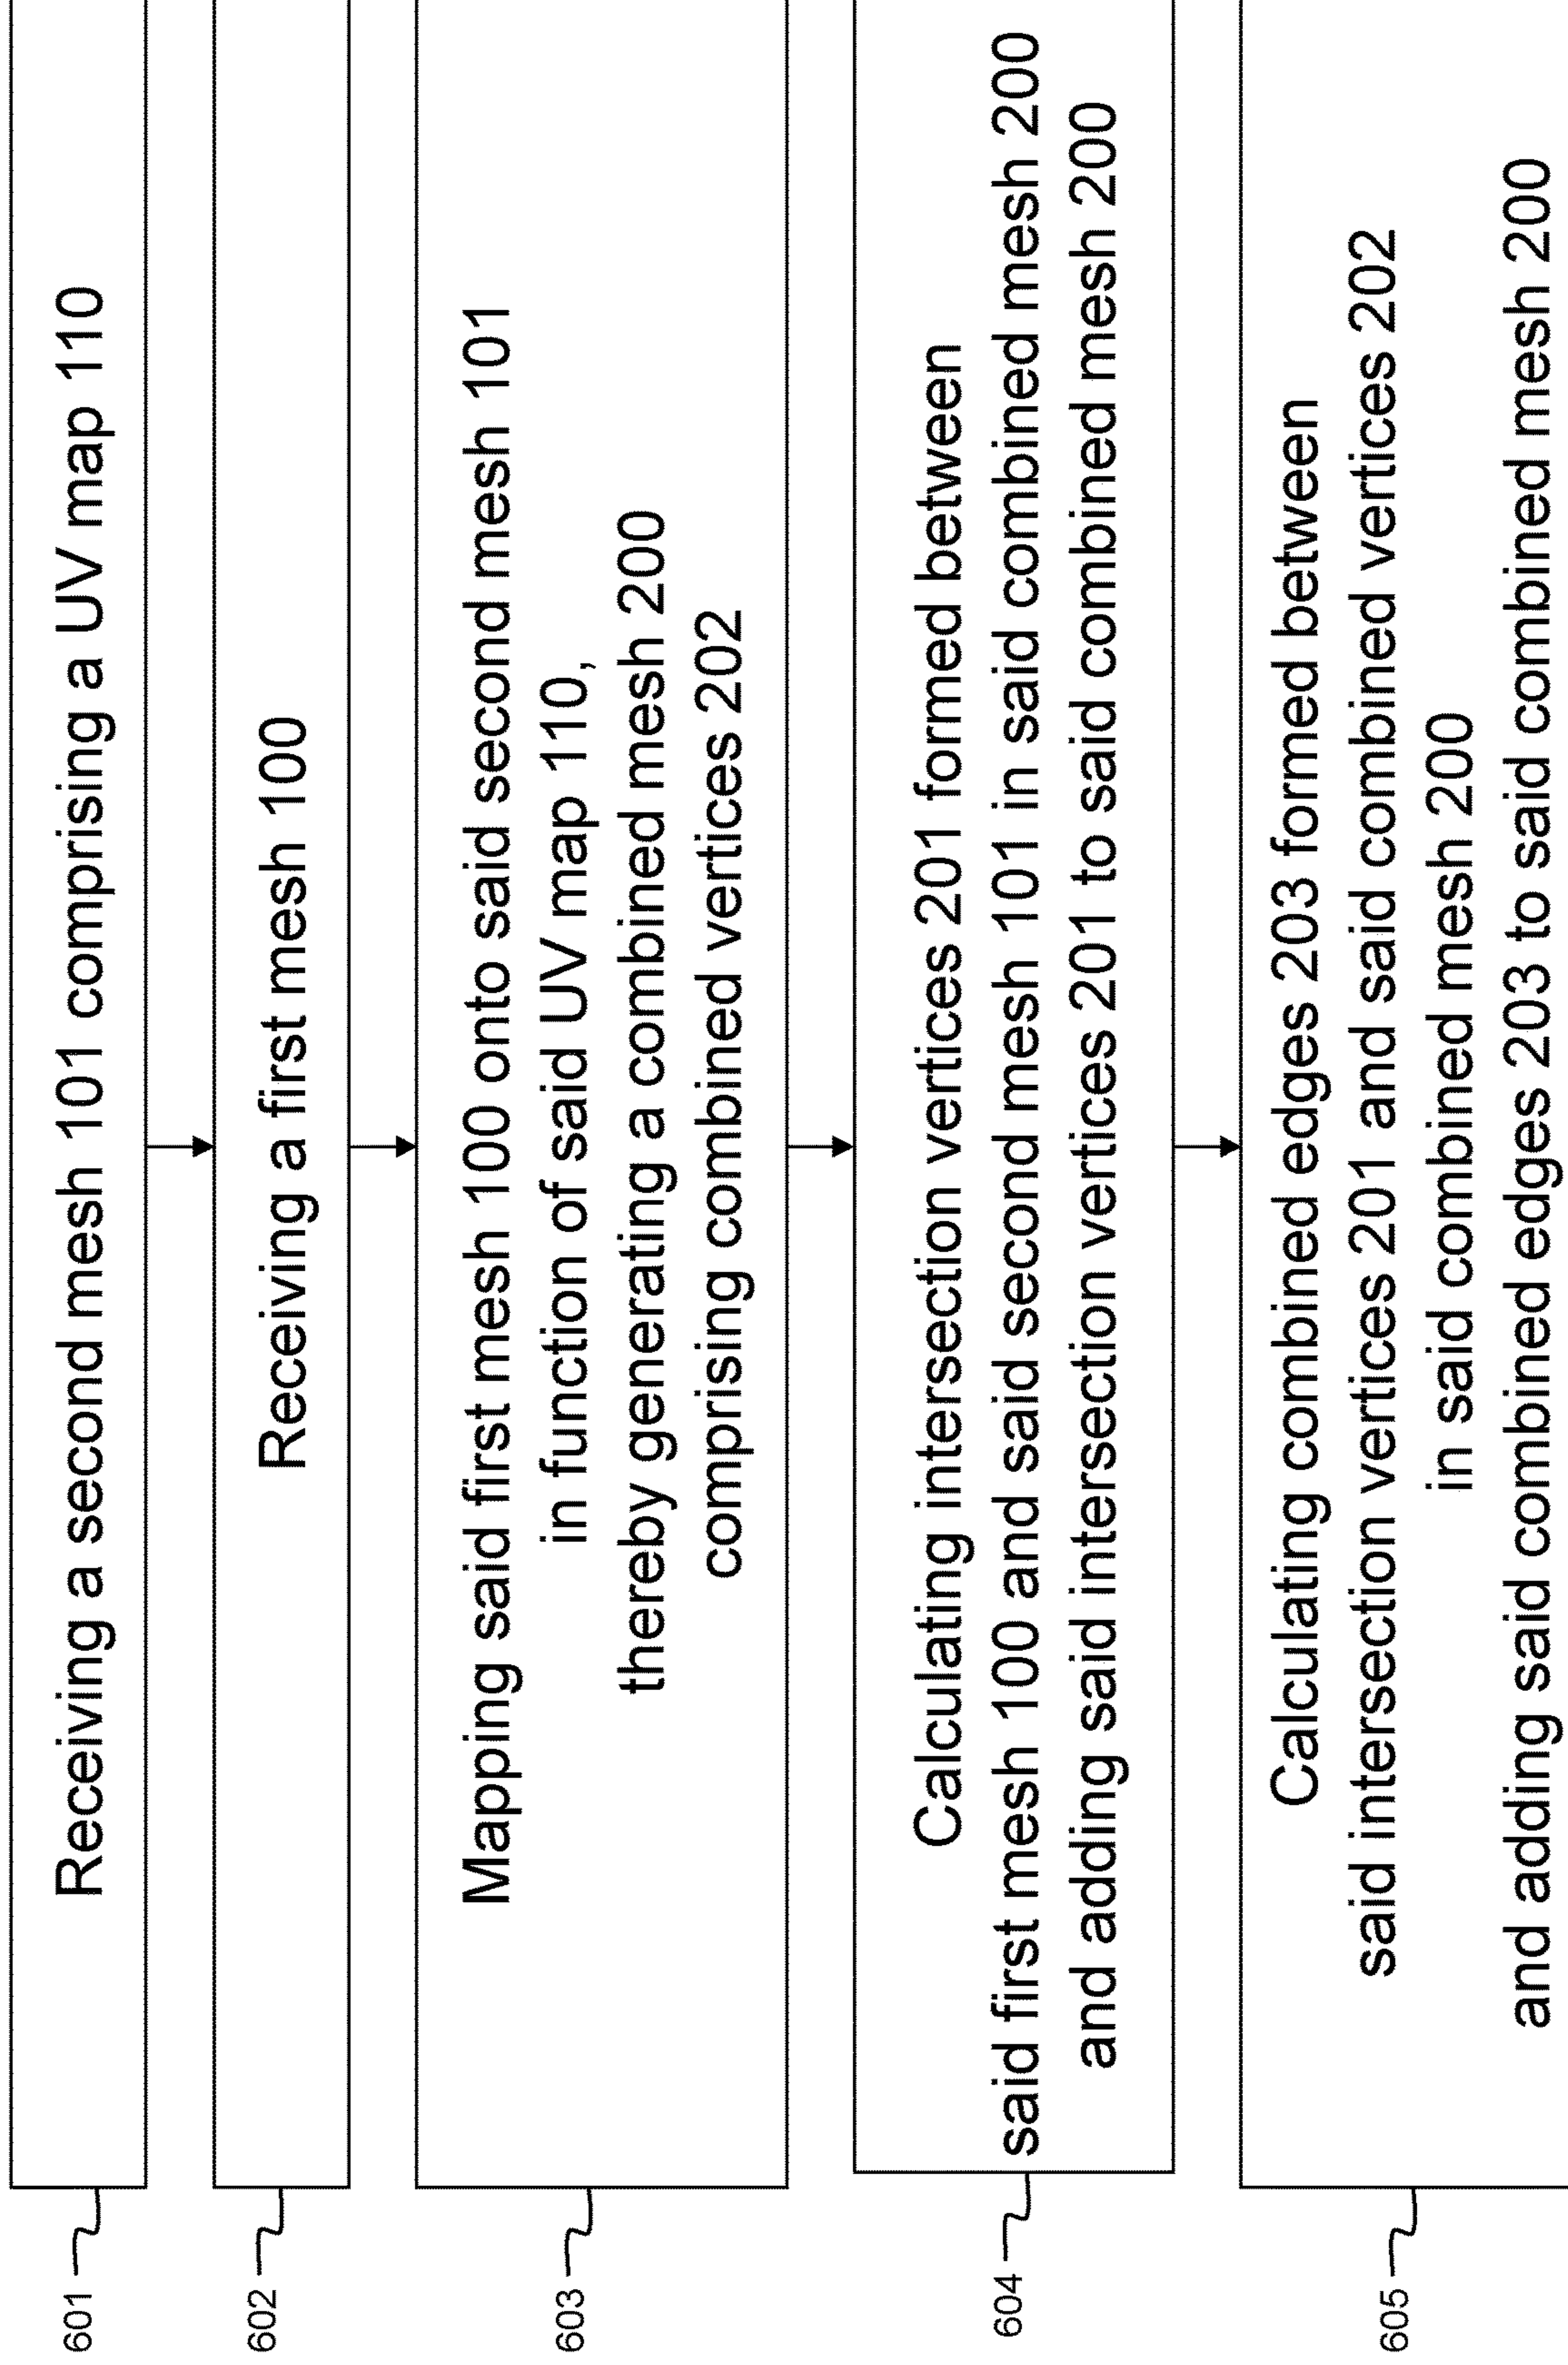 601
Receiving a second mesh 101 comprising a UV map 110
602
Receiving a first mesh 100
603
Mapping said first mesh 100 onto said second mesh 101
in function of said UV map 110,
thereby generating a combined mesh 200
comprising combined vertices 202
604
Calculating intersection vertices 201 formed between
said first mesh 100 and said second mesh 101 in said combined mesh 200
and adding said intersection vertices 201 to said combined mesh 200
605
Calculating combined edges 203 formed between
said intersection vertices 201 and said combined vertices 202
in said combined mesh 200
and adding said combined edges 203 to said combined mesh 200